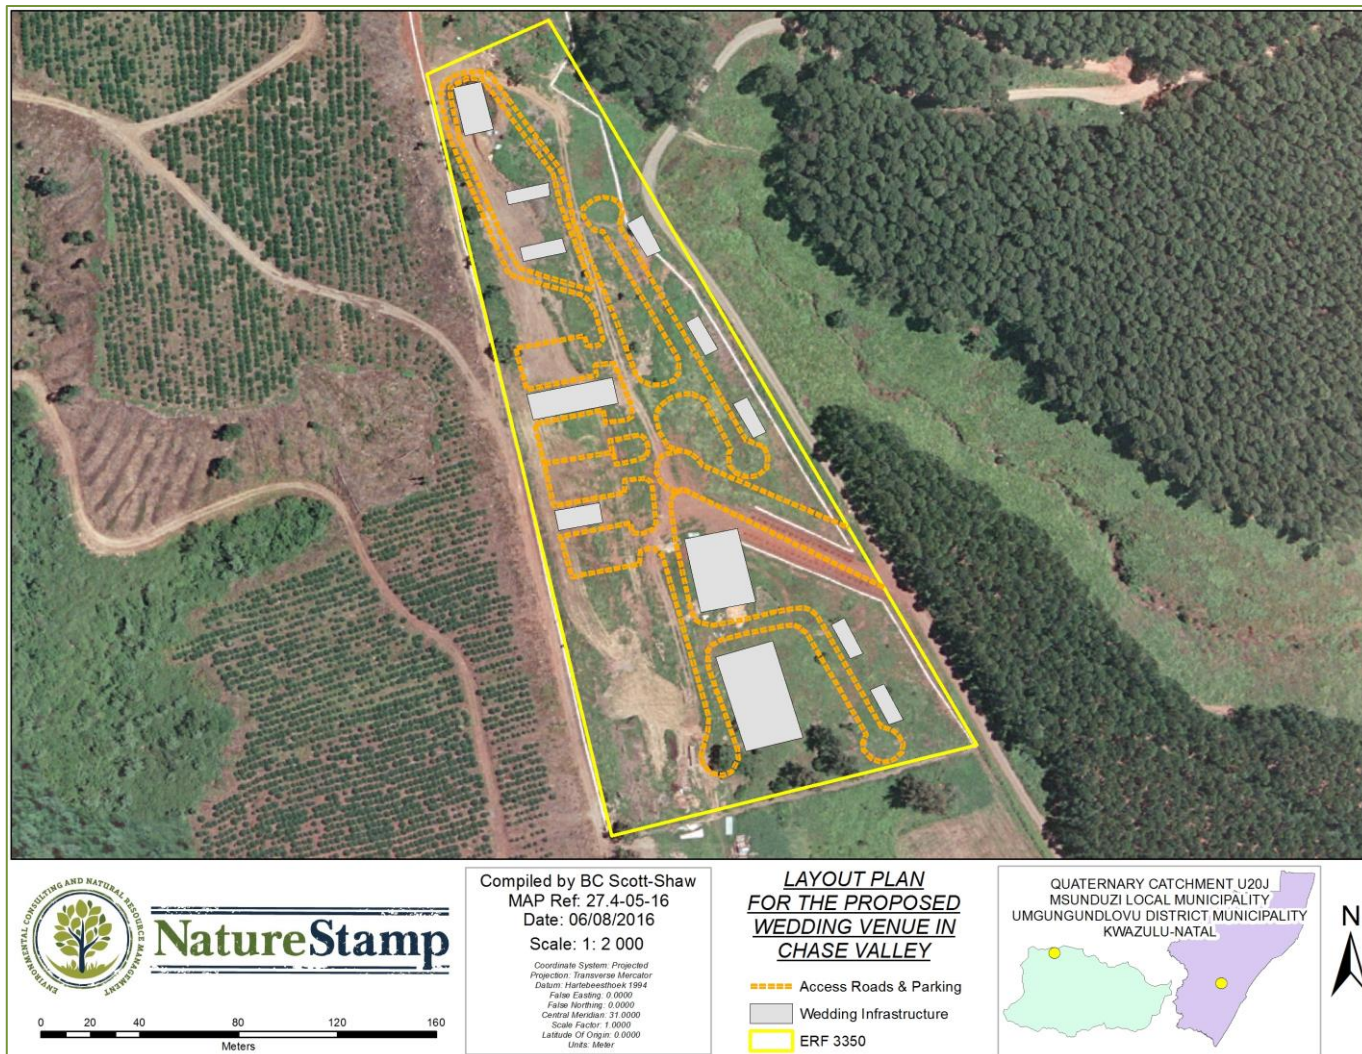 ENVIRONMENTAL CONSULTING AND NATURAL RESOURCE MANAGEMENT
NatureStamp
0 20 40 80 120 160
Meters
Compiled by BC Scott-Shaw
MAP Ref: 27.4-05-16
Date: 06/08/2016
Scale: 1: 2 000
Coordinate System: Projected
Projection: Transverse Mercator
Datum: Hartebeesthoek 1994
False Easting: 0.0000
False Northing: 0.0000
Central Meridian: 31.0000
Scale Factor: 1.0000
Latitude Of Origin: 0.0000
Units: Meter
LAYOUT PLAN
FOR THE PROPOSED
WEDDING VENUE IN
CHASE VALLEY
Access Roads & Parking
Wedding Infrastructure
ERF 3350
QUATERNARY CATCHMENT U20J
MSUNDUZI LOCAL MUNICIPALITY
UMGUNGUNDLOVU DISTRICT MUNICIPALITY
KWAZULU-NATAL
N